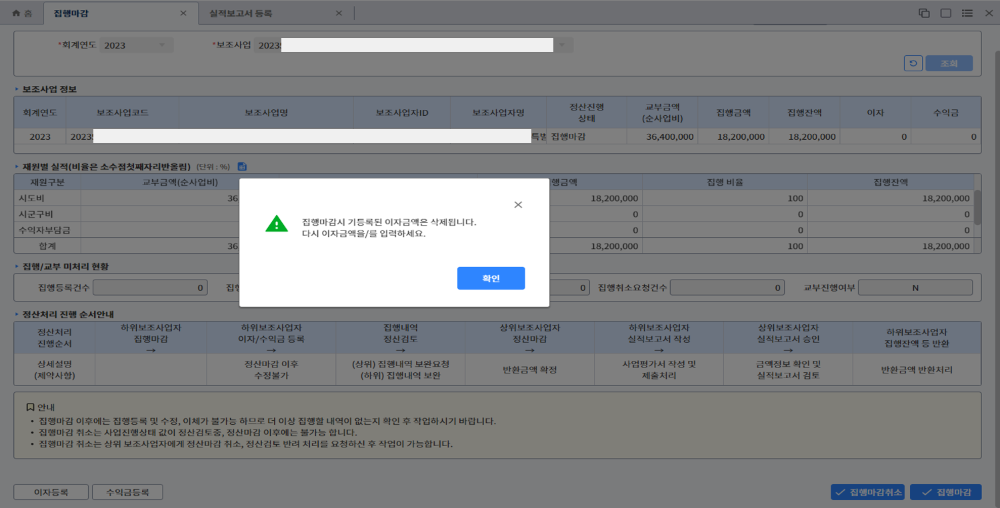 홈 집행마감 실적보고서 등록
*회계연도 2023 *보조사업 2023
조회
보조사업 정보
회계연도 보조사업코드 보조사업명 보조사업자ID 보조사업자명 정산진행 상태 교부금액 (순사업비) 집행금액 집행잔액 이자 수익금
2023 2023 특별 집행마감 36,400,000 18,200,000 18,200,000 0 0
재원별 실적(비율은 소수점첫째자리반올림) (단위 : %)
재원구분 교부금액(순사업비) 행금액 집행 비율 집행잔액
시도비 36 18,200,000 100 18,200,000
시군구비 0 0 0
수익자부담금 0 0 0
합계 36 18,200,000 100 18,200,000
집행마감시 기등록된 이자금액은 삭제됩니다.
다시 이자금액을/를 입력하세요.
확인
집행/교부 미처리 현황
집행등록건수 0 집행 0 집행취소요청건수 0 교부진행여부 N
정산처리 진행 순서안내
정산처리 진행순서 하위보조사업자 집행마감 → 하위보조사업자 이자/수익금 등록 → 집행내역 정산검토 → 상위보조사업자 정산마감 → 하위보조사업자 실적보고서 작성 → 상위보조사업자 실적보고서 승인 → 하위보조사업자 집행잔액 등 반환
상세설명 (제약사항) 정산마감 이후 수정불가 (상위) 집행내역 보완요청 (하위) 집행내역 보완 반환금액 확정 사업평가서 작성 및 제출처리 금액정보 확인 및 실적보고서 검토 반환금액 반환처리
안내
• 집행마감 이후에는 집행등록 및 수정, 이체가 불가능 하므로 더 이상 집행할 내역이 없는지 확인 후 작업하시기 바랍니다.
• 집행마감 취소는 사업진행상태 값이 정산검토중, 정산마감 이후에는 불가능 합니다.
• 집행마감 취소는 상위 보조사업자에게 정산마감 취소, 정산검토 반려 처리를 요청하신 후 작업이 가능합니다.
이자등록 수익금등록 집행마감취소 집행마감